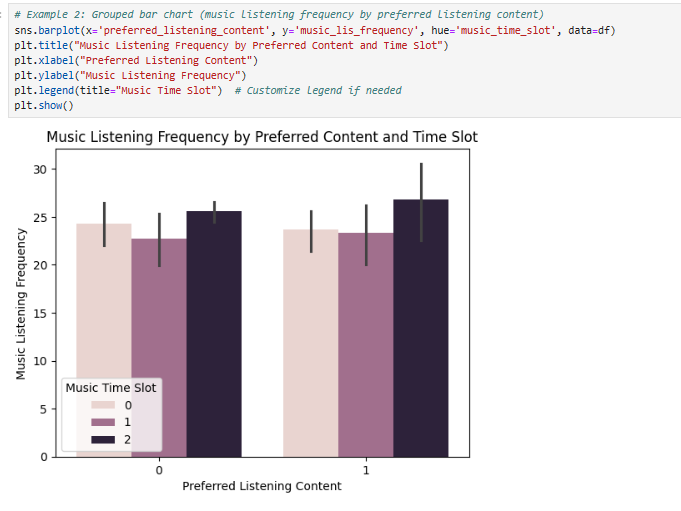 # Example 2: Grouped bar chart (music listening frequency by preferred listening content)
sns.barplot(x='preferred_listening_content', y='music_lis_frequency', hue='music_time_slot', data=df)
plt.title("Music Listening Frequency by Preferred Content and Time Slot")
plt.xlabel("Preferred Listening Content")
plt.ylabel("Music Listening Frequency")
plt.legend(title="Music Time Slot")  # Customize legend if needed
plt.show()
Music Listening Frequency by Preferred Content and Time Slot
Music Listening Frequency
30
25
20
15
10
5
0
Music Time Slot
0
1
2
0 1
Preferred Listening Content